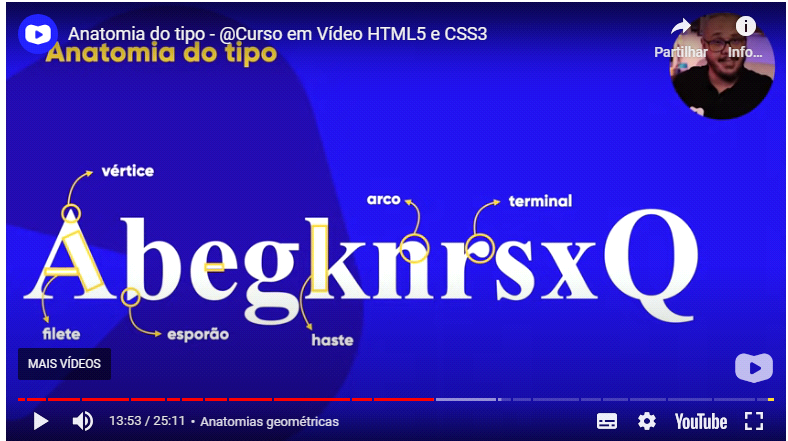 Anatomia do tipo - @Curso em Vídeo HTML5 e CSS3
Partilhar
Info...
Anatomia do tipo
vértice
arco
terminal
AbegknrsxQ
filete
esporão
haste
MAIS VÍDEOS
13:53 / 25:11 • Anatomias geométricas
YouTube